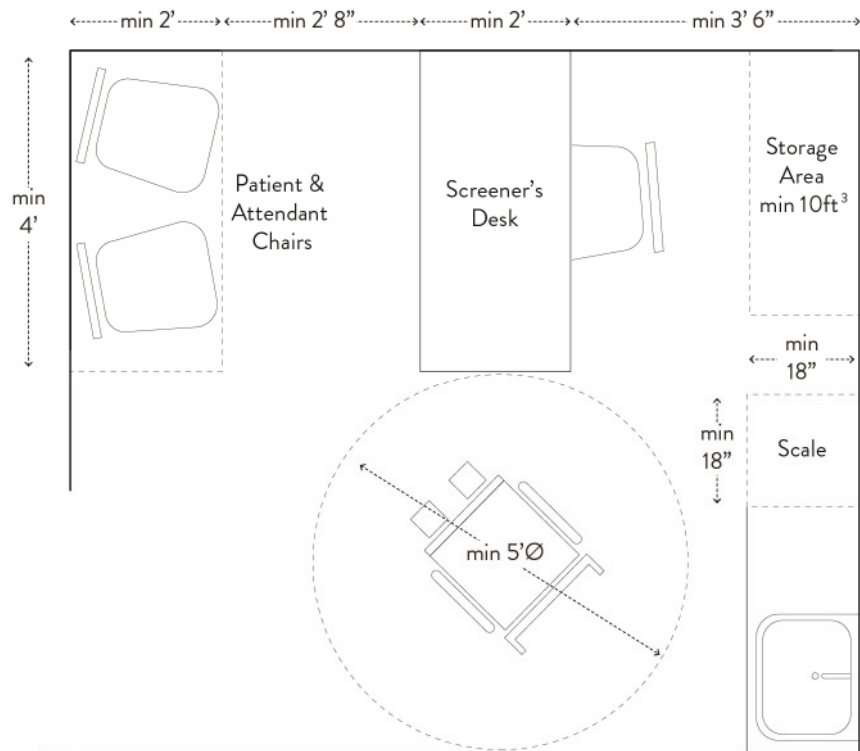 min 2’
min 2’ 8”
min 2’
min 3’ 6”
min
4’
Patient &
Attendant
Chairs
Screener’s
Desk
Storage
Area
min 10ft³
min
18”
min
18”
Scale
min 5’Ø